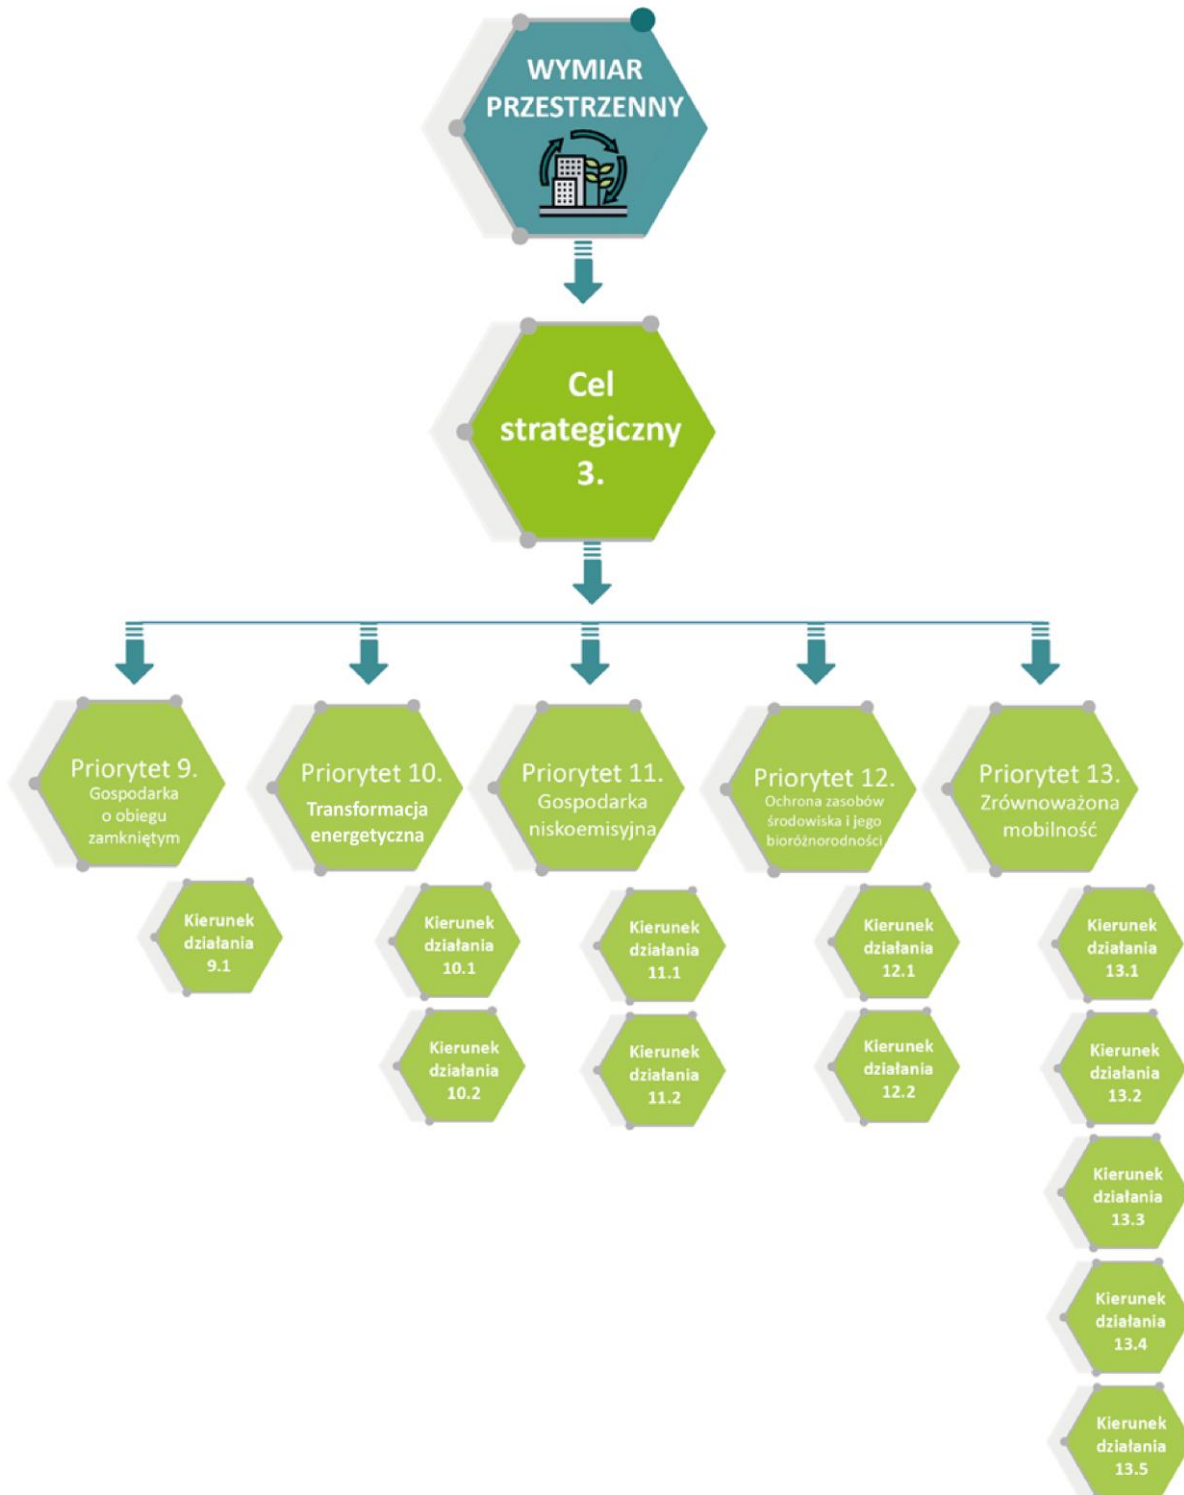 WYMIAR
PRZESTRZENNY
Cel
strategiczny
3.
Priorytet 9.
Gospodarka
o obiegu
zamkniętym
Priorytet 10.
Transformacja
energetyczna
Priorytet 11.
Gospodarka
niskoemisyjna
Priorytet 12.
Ochrona zasobów
środowiska i jego
bioróżnorodności
Priorytet 13.
Zrównoważona
mobilność
Kierunek
działania
9.1
Kierunek
działania
10.1
Kierunek
działania
10.2
Kierunek
działania
11.1
Kierunek
działania
11.2
Kierunek
działania
12.1
Kierunek
działania
12.2
Kierunek
działania
13.1
Kierunek
działania
13.2
Kierunek
działania
13.3
Kierunek
działania
13.4
Kierunek
działania
13.5